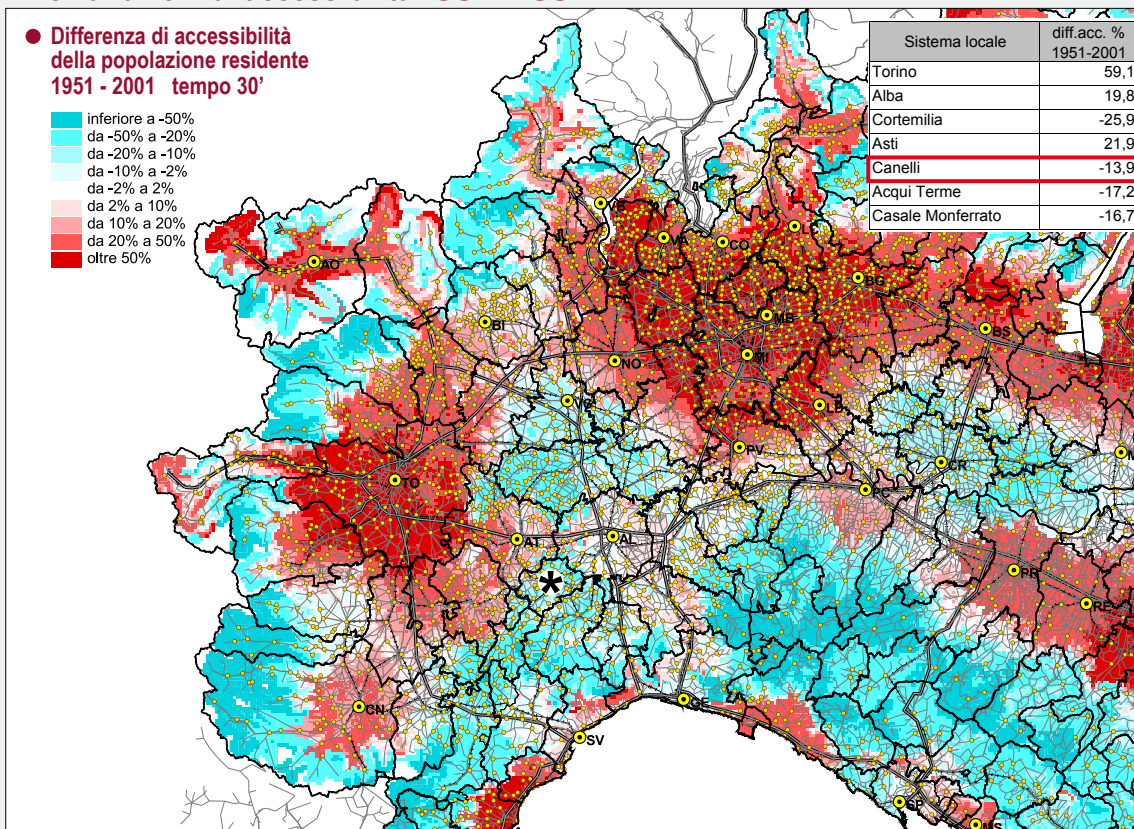 Differenza di accessibilità
della popolazione residente
1951 - 2001 tempo 30'
inferiore a -50%
da -50% a -20%
da -20% a -10%
da -10% a -2%
da -2% a 2%
da 2% a 10%
da 10% a 20%
da 20% a 50%
oltre 50%
Sistema locale diff.acc. %
1951-2001
Torino 59,1
Alba 19,8
Cortemilia -25,9
Asti 21,9
Canelli -13,9
Acqui Terme -17,2
Casale Monferrato -16,7
VB
VA
CO
AO
BG
BI
MB
BS
NO
MI
LD
PV
TO
CR
PC
AT
AL
*
PR
RE
CN
GE
SV
SP
MS